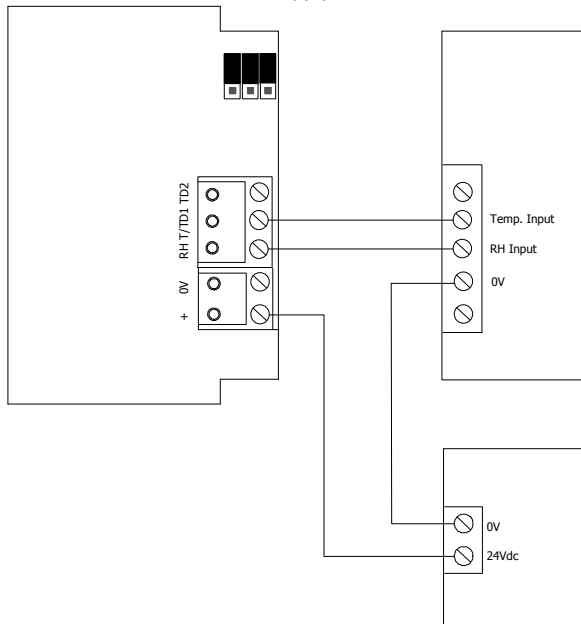 + 0V RH T/TD1 TD2
Temp. Input
RH Input
0V
0V
24Vdc